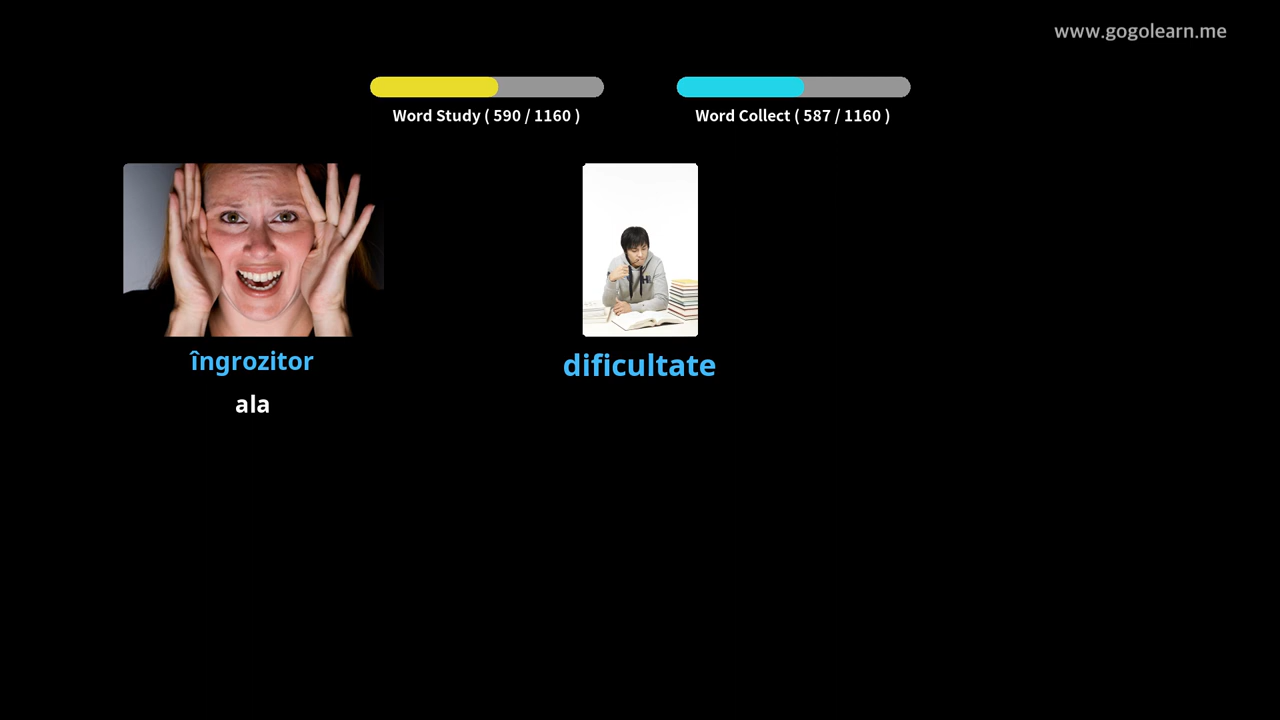 www.gogolearn.me
Word Study ( 590 / 1160 )
Word Collect ( 587 / 1160 )
îngrozitor
ala
dificultate